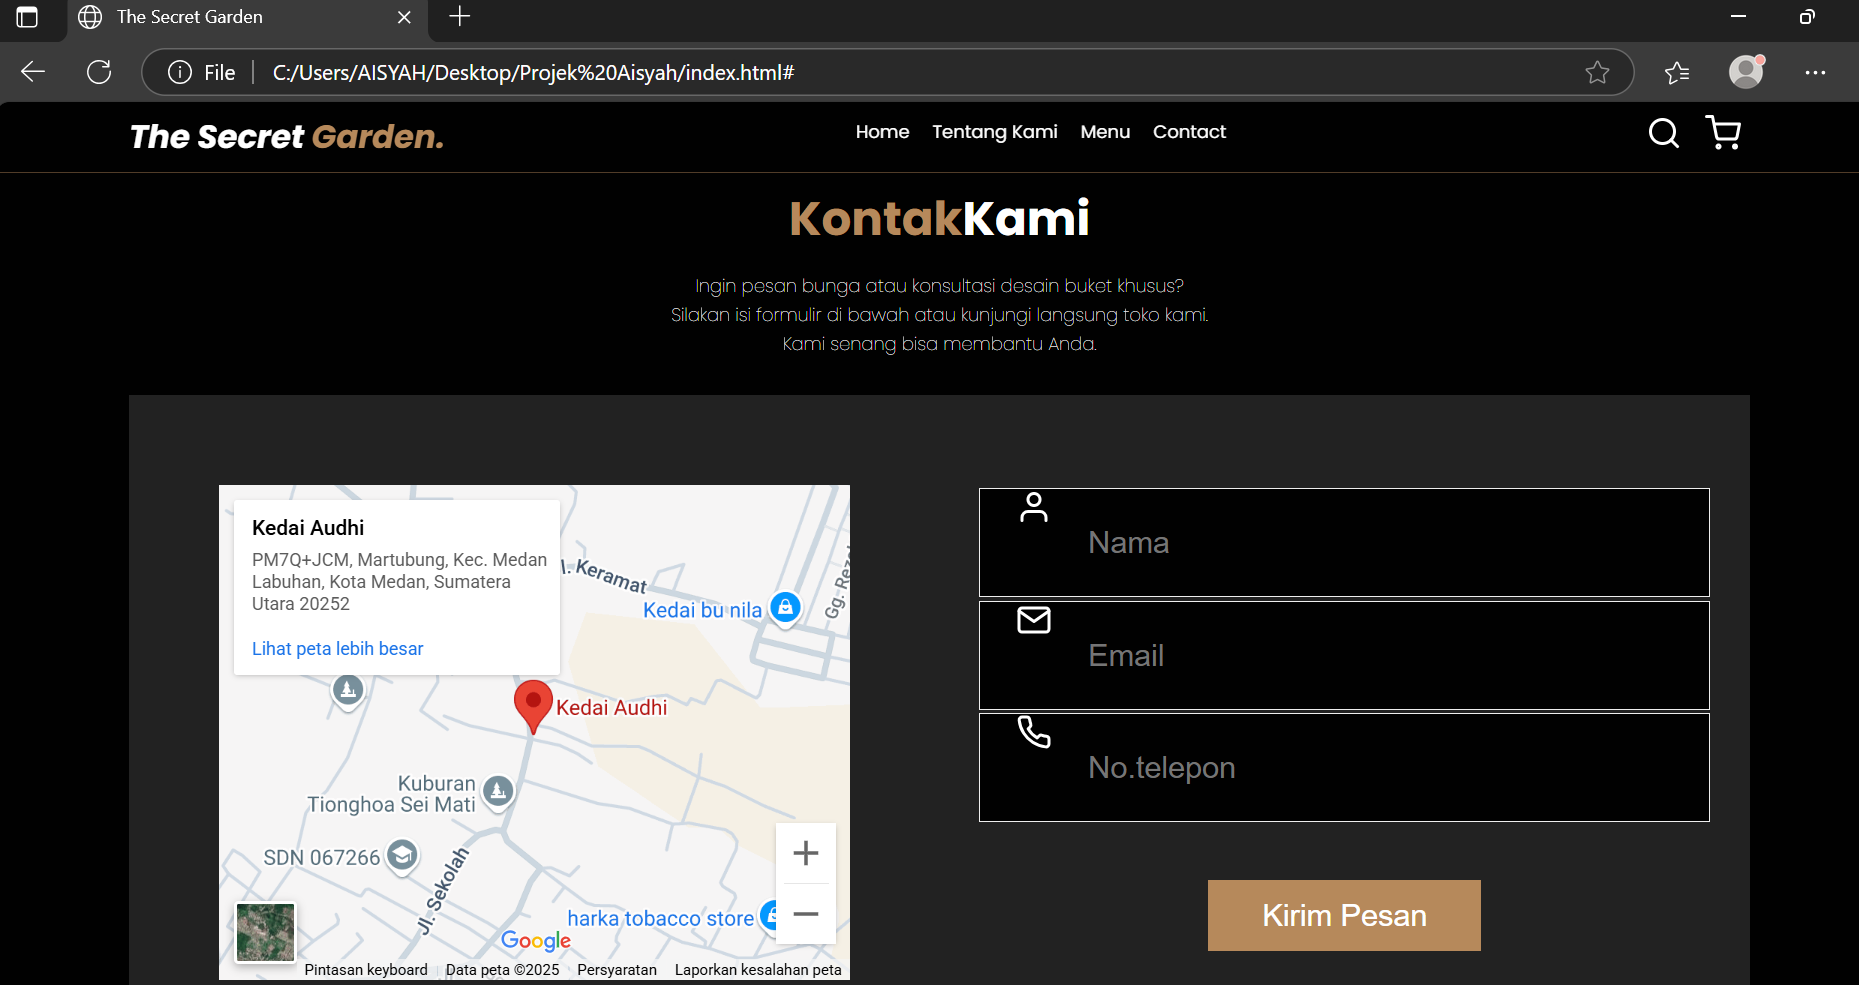 The Secret Garden
File
C:/Users/AISYAH/Desktop/Projek%20Aisyah/index.html#
The Secret Garden.
Home Tentang Kami Menu Contact
KontakKami
Ingin pesan bunga atau konsultasi desain buket khusus?
Silakan isi formulir di bawah atau kunjungi langsung toko kami.
Kami senang bisa membantu Anda.
Kedai Audhi
PM7Q+JCM, Martubung, Kec. Medan
Labuhan, Kota Medan, Sumatera
Utara 20252
Lihat peta lebih besar
Keramat
Kedai bu nila
Gg.
Kedai Audhi
Kuburan
Tionghoa Sei Mati
SDN 067266
Jl. Sekolah
harka tobacco store
Google
Pintasan keyboard
Data peta ©2025
Persyaratan
Laporkan kesalahan peta
Nama
Email
No.telepon
Kirim Pesan